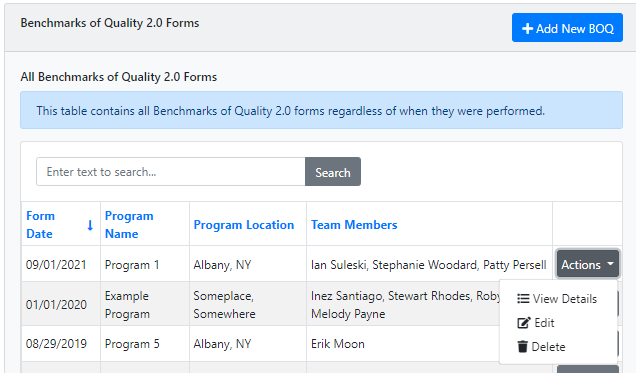 Benchmarks of Quality 2.0 Forms
Add New BOQ
All Benchmarks of Quality 2.0 Forms
This table contains all Benchmarks of Quality 2.0 forms regardless of when they were performed.
Enter text to search...
Search
Form Date
Program Name
Program Location
Team Members
09/01/2021
Program 1
Albany, NY
Ian Suleski, Stephanie Woodard, Patty Persell
Actions
01/01/2020
Example Program
Someplace, Somewhere
Inez Santiago, Stewart Rhodes,
Melody Payne
View Details
Edit
Delete
08/29/2019
Program 5
Albany, NY
Erik Moon